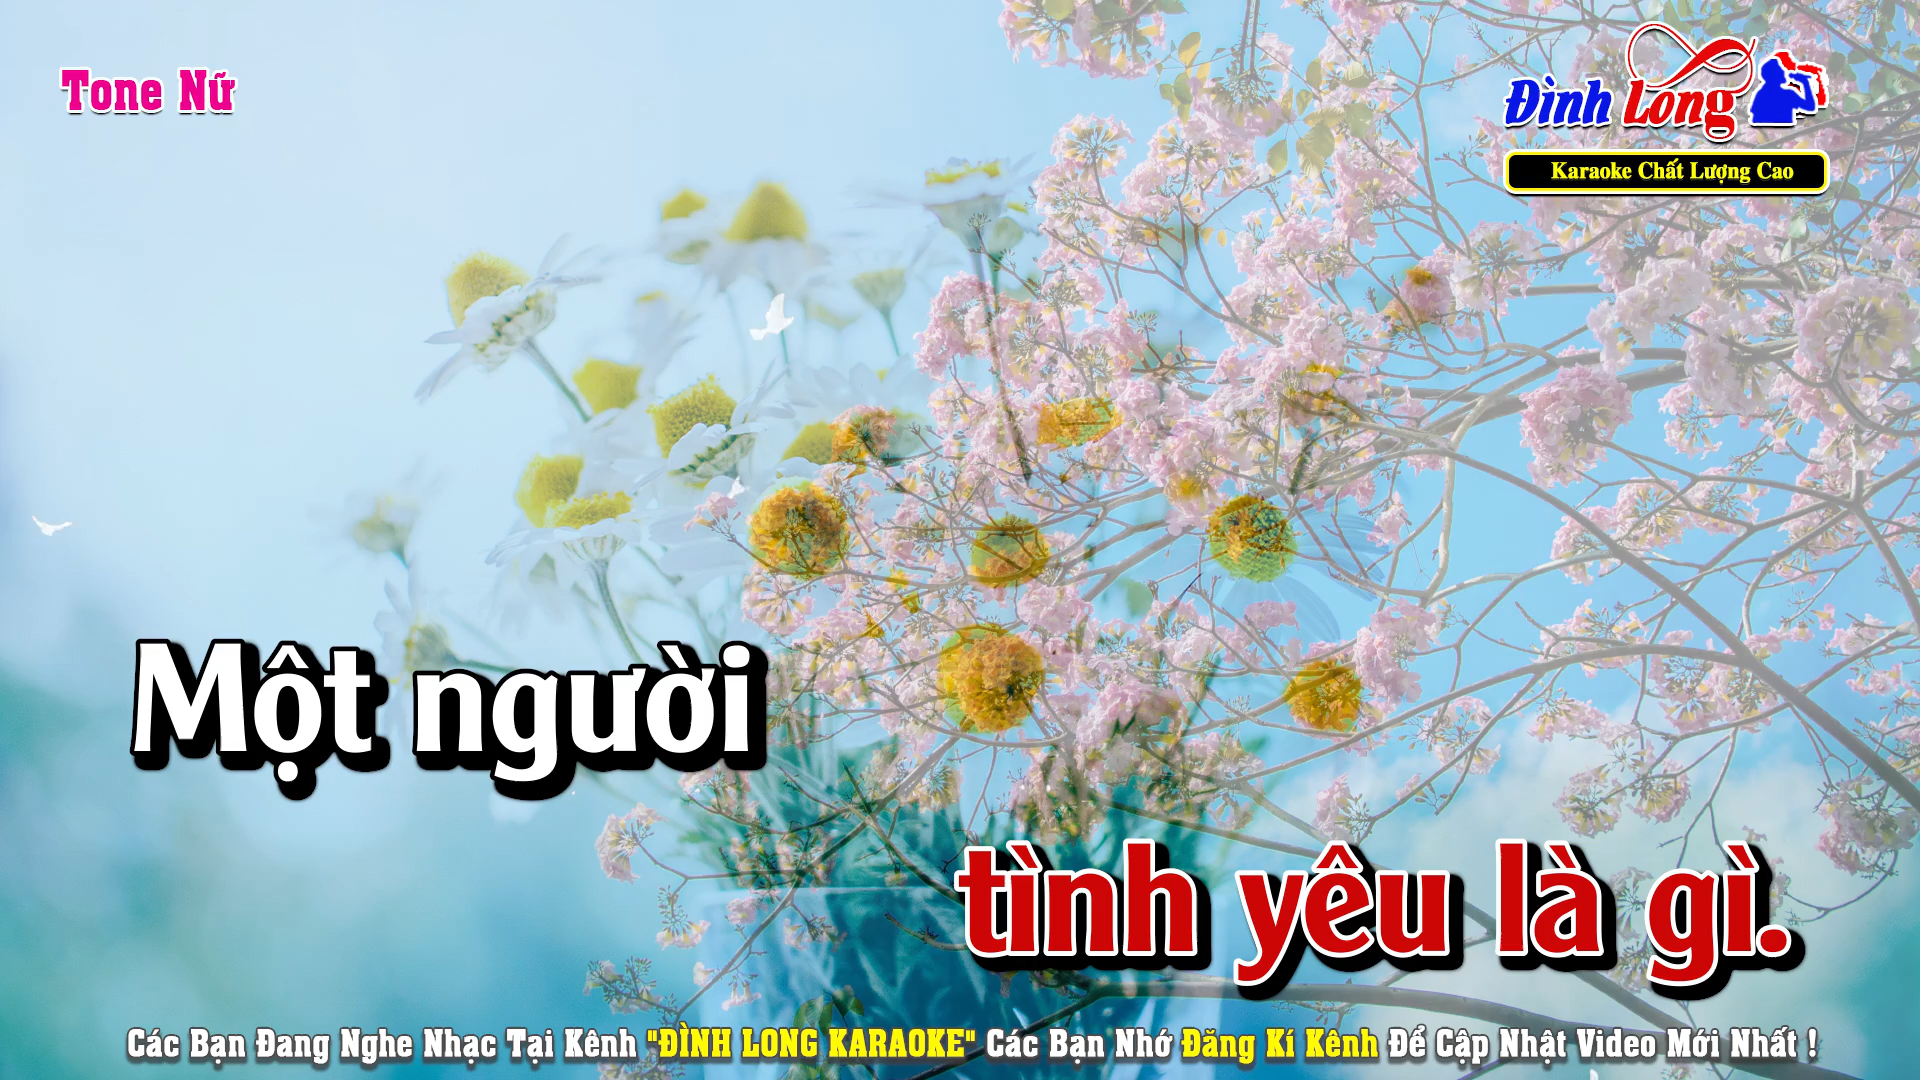 Tone Nữ
Đình Long
Karaoke Chất Lượng Cao
Một người
tình yêu là gì.
Các Bạn Đang Nghe Nhạc Tại Kênh "ĐÌNH LONG KARAOKE" Các Bạn Nhớ Đăng Kí Kênh Để Cập Nhật Video Mới Nhất !